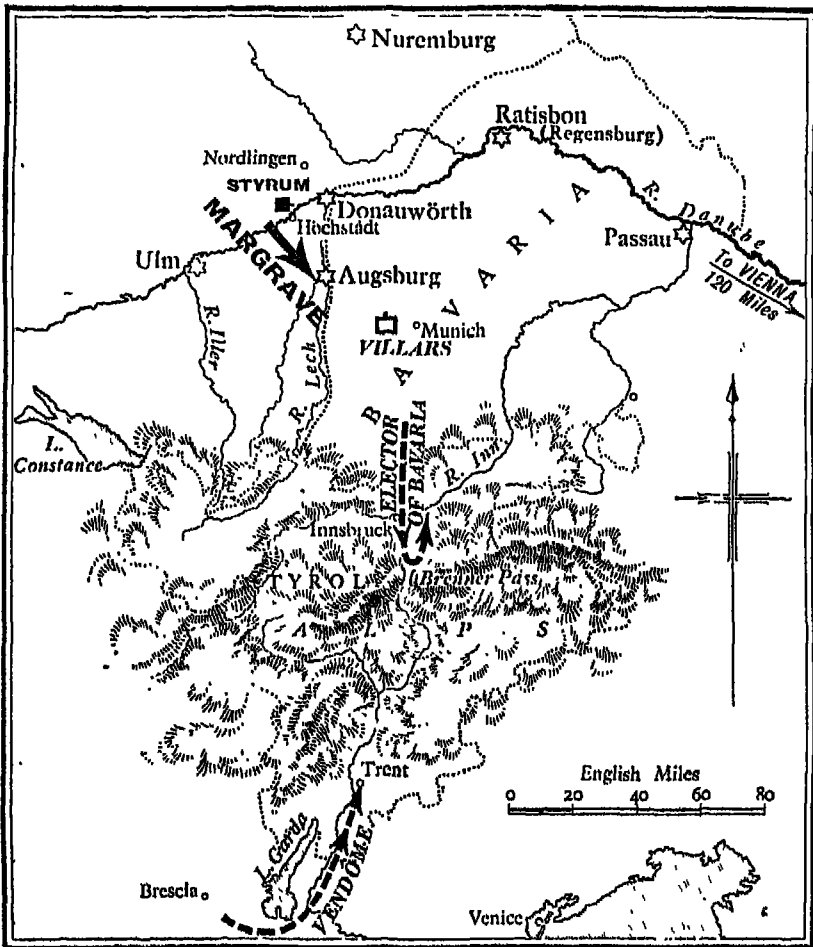 Nuremburg
Ratisbon
(Regensburg)
Nordlingen
STYRUM
Donauwörth
Höchstädt
MARGRAVE
R. Danube
Passau
Ulm
Augsburg
To VIENNA
120 Miles
BAVARIA
Munich
VILLARS
R. Iller
R. Lech
L. Constance
ELECTOR
OF BAVARIA
R. Inn
Innsbruck
TYROL
Brenner Pass
ALPS
Trent
English Miles
0 20 40 60 80
L. Garda
VENDÔME
Brescia
Venice